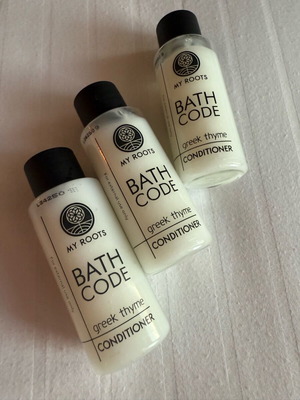 MY ROOTS
BATH
CODE
greek thyme
CONDITIONER
MY ROOTS
BATH
CODE
greek thyme
CONDITIONER
MY ROOTS
BATH
CODE
greek thyme
CONDITIONER